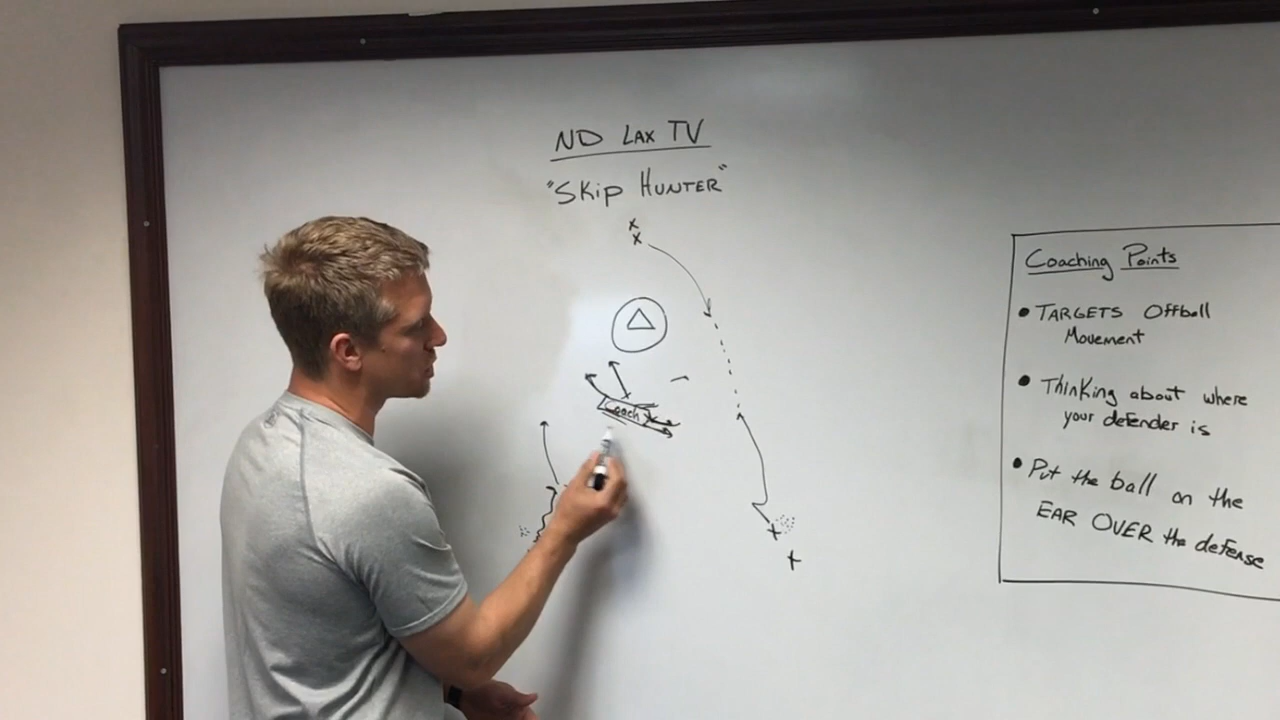 ND LAX TV
"SKip HUNTER"
Coach
Coaching Points
TARGETS Offball
Movement
Thinking about where
your defender is
Put the ball on the
EAR OVER the defense